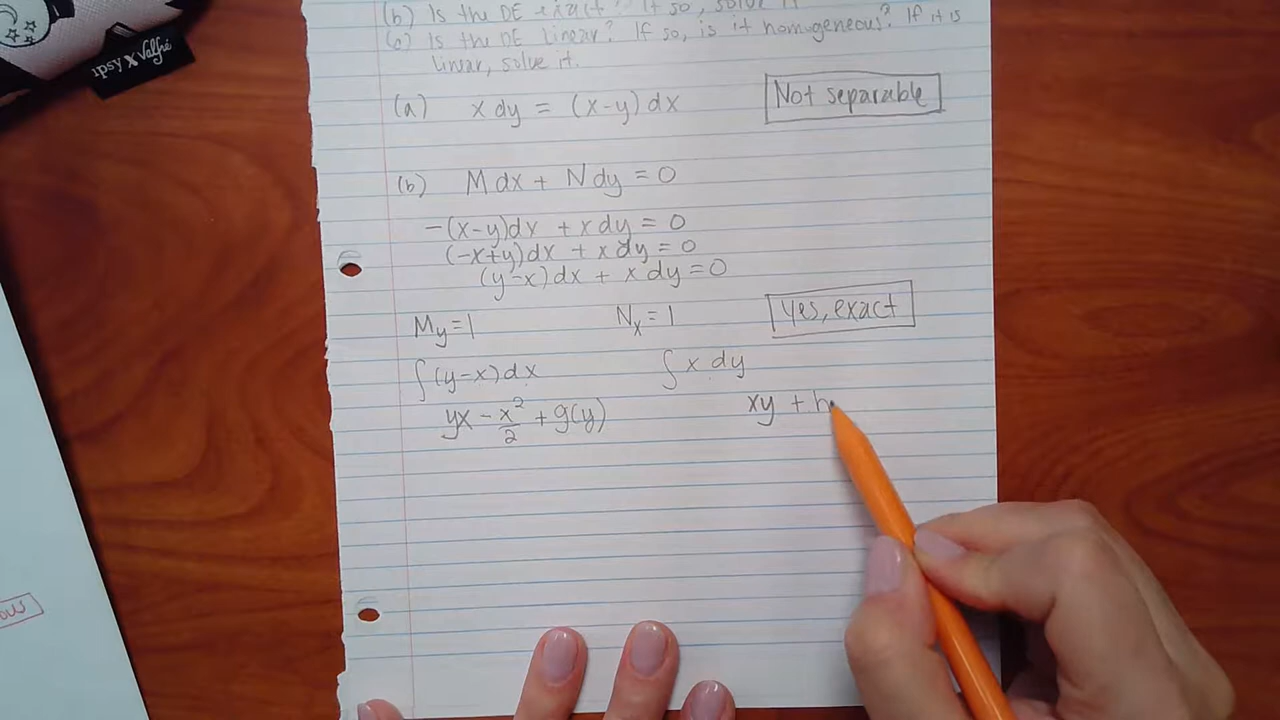 ipsy x Valfré
(b) Is the DE exact? If so, solve it
(c) Is the DE linear? If so, is it homogeneous? If it is
linear, solve it.
(a) x dy = (x-y) dx
Not separable
(b) M dx + N dy = 0
-(x-y)dx + x dy = 0
(-x+y)dx + x dy = 0
(y-x)dx + x dy = 0
My = 1 Nx = 1
Yes, exact
∫(y-x)dx ∫ x dy
yx - x²/2 + g(y) xy + h